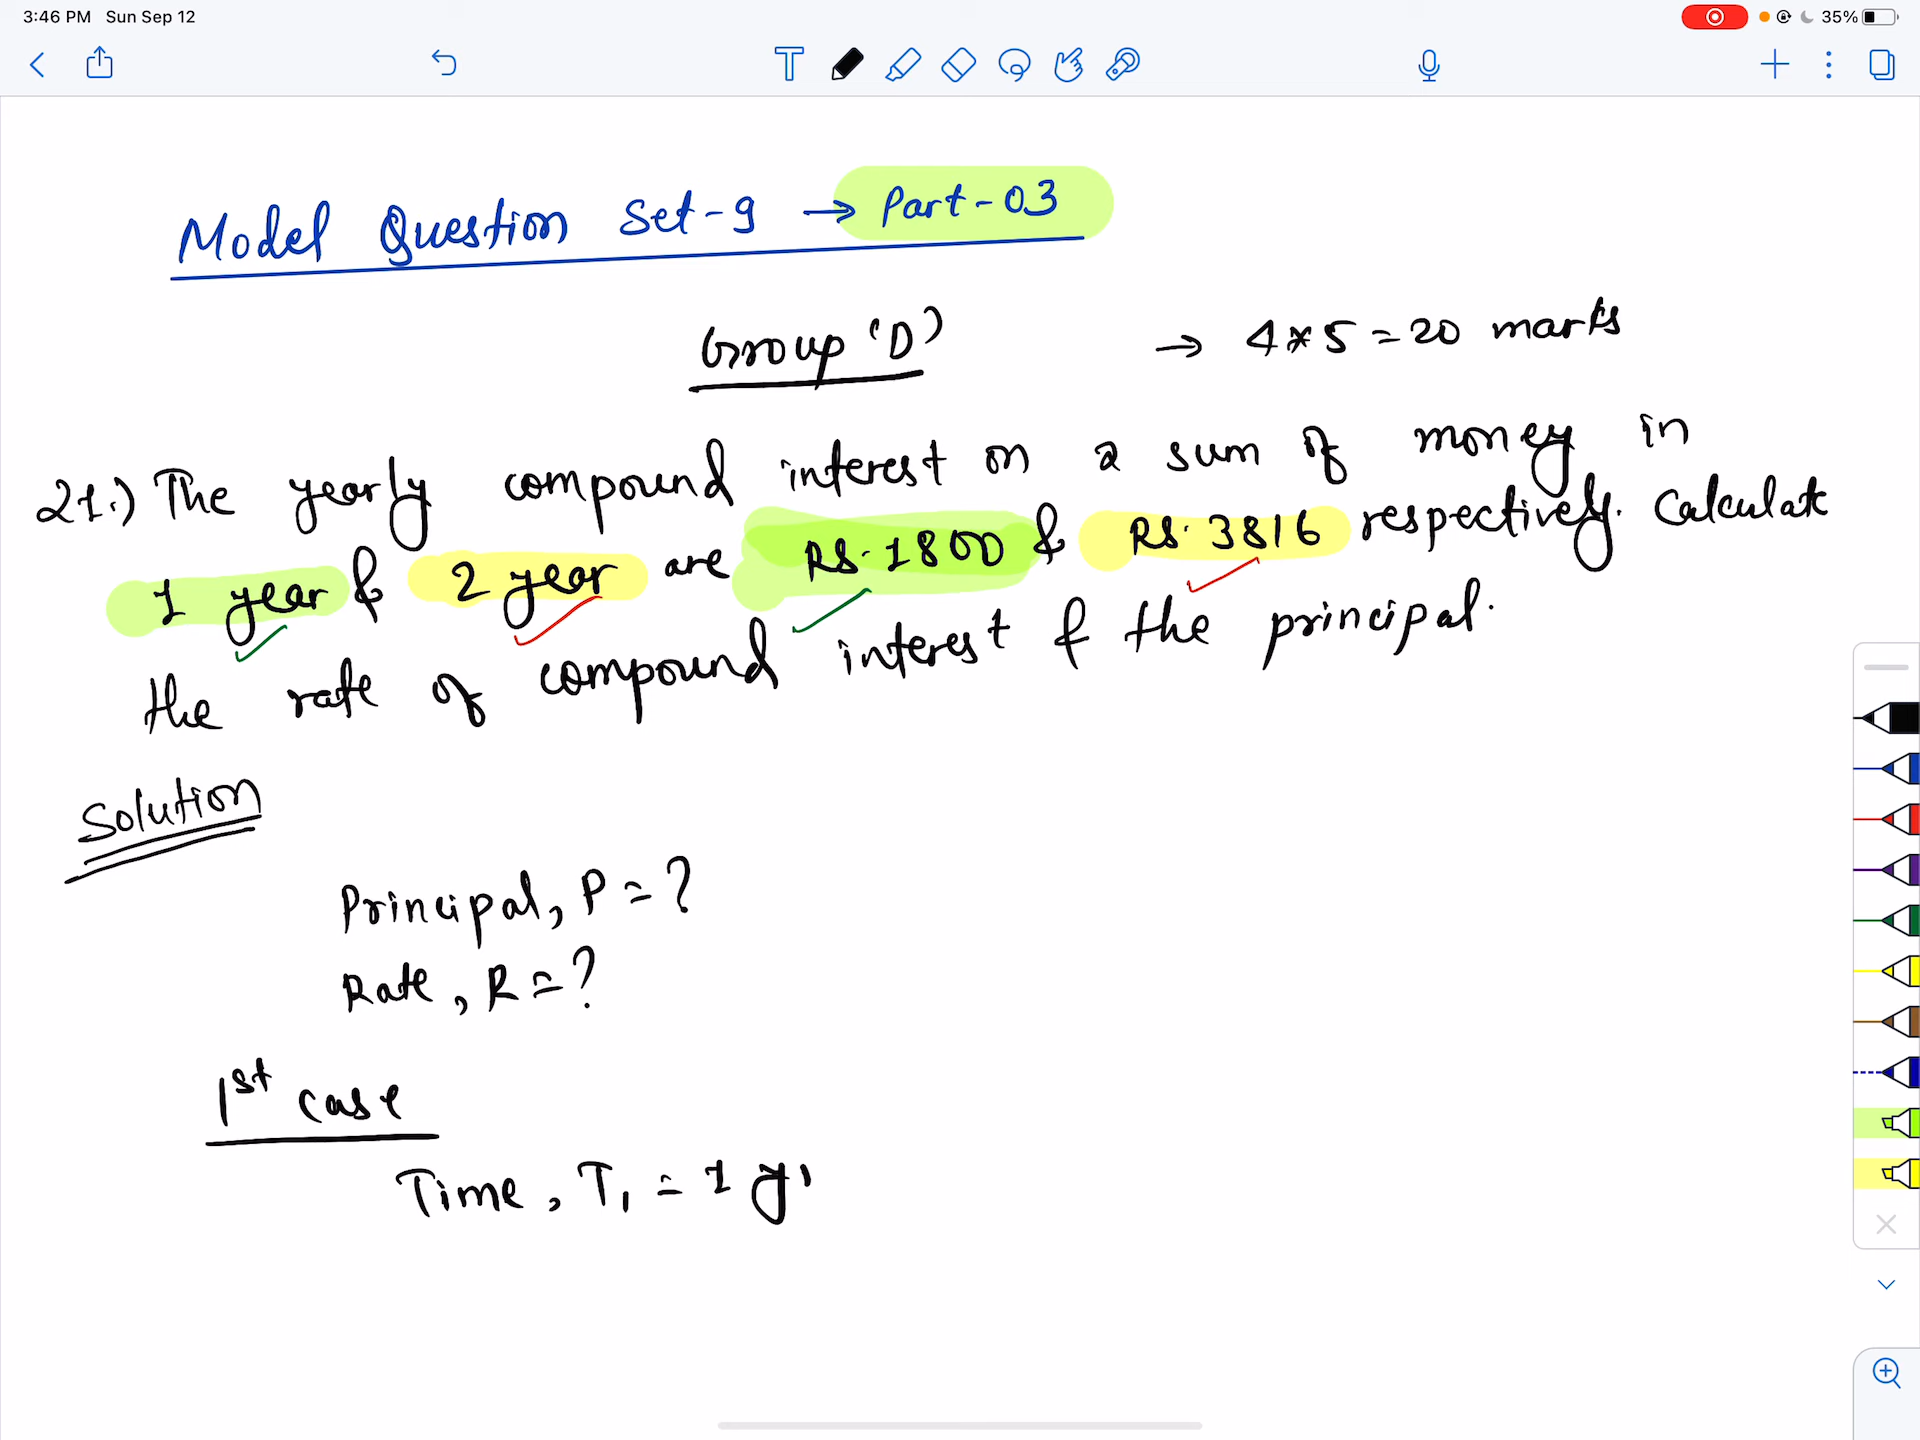 3:46 PM Sun Sep 12
35%
Model Question Set-9 → Part-03
Group 'D' → 4*5 = 20 marks
21.) The yearly compound interest on a sum of money in
1 year & 2 year are RS. 1800 & RS. 3816 respectively. Calculate
the rate of compound interest & the principal.
Solution
Principal, P = ?
Rate, R = ?
1st case
Time, T1 = 1 y